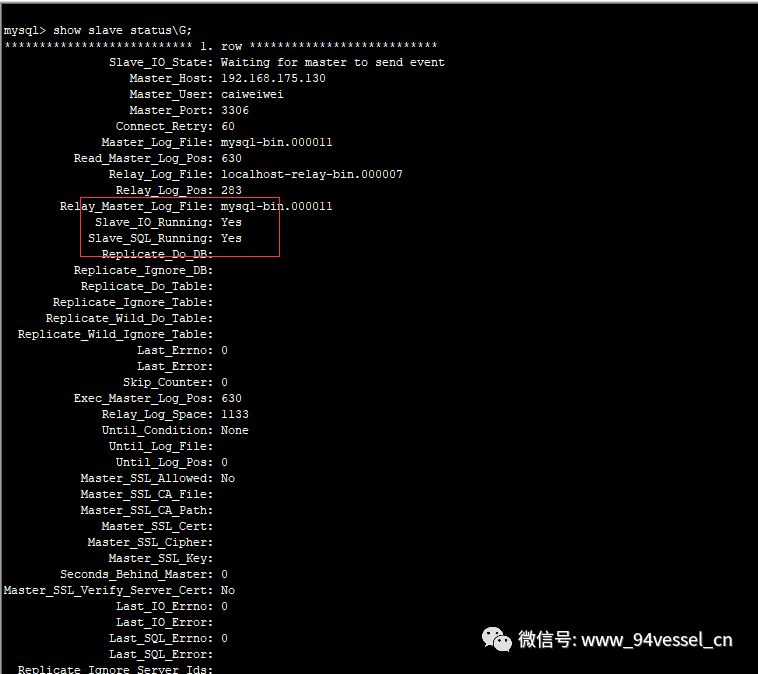 mysql> show slave status\G;
*************************** 1. row ***************************
Slave_IO_State: Waiting for master to send event
Master_Host: 192.168.175.130
Master_User: caiweiwei
Master_Port: 3306
Connect_Retry: 60
Master_Log_File: mysql-bin.000011
Read_Master_Log_Pos: 630
Relay_Log_File: localhost-relay-bin.000007
Relay_Log_Pos: 283
Relay_Master_Log_File: mysql-bin.000011
Slave_IO_Running: Yes
Slave_SQL_Running: Yes
Replicate_Do_DB:
Replicate_Ignore_DB:
Replicate_Do_Table:
Replicate_Ignore_Table:
Replicate_Wild_Do_Table:
Replicate_Wild_Ignore_Table:
Last_Errno: 0
Last_Error:
Skip_Counter: 0
Exec_Master_Log_Pos: 630
Relay_Log_Space: 1133
Until_Condition: None
Until_Log_File:
Until_Log_Pos: 0
Master_SSL_Allowed: No
Master_SSL_CA_File:
Master_SSL_CA_Path:
Master_SSL_Cert:
Master_SSL_Cipher:
Master_SSL_Key:
Seconds_Behind_Master: 0
Master_SSL_Verify_Server_Cert: No
Last_IO_Errno: 0
Last_IO_Error:
Last_SQL_Errno: 0
Last_SQL_Error:
Replicate_Ignore_Server_Ids:
微信号: www_94vessel_cn